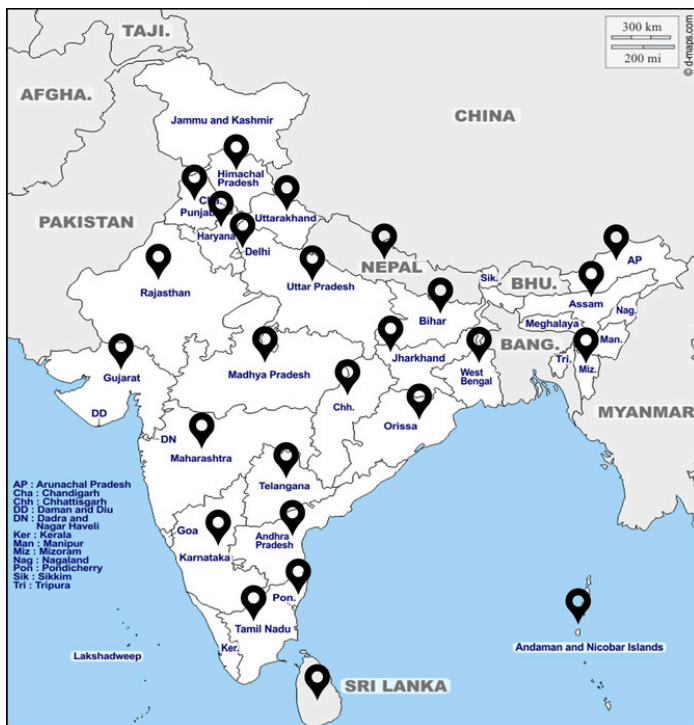 TAJI.
300 km
200 mi
© d-maps.com
AFGHA.
CHINA
Jammu and Kashmir
Himachal
Pradesh
Cha.
Punjab
Uttarakhand
PAKISTAN
Haryana
Delhi
NEPAL
Rajasthan
Uttar Pradesh
Sik.
BHU.
AP
Assam
Nag.
Bihar
Meghalaya
BANG.
Man.
Jharkhand
Tri.
Miz.
Gujarat
Madhya Pradesh
West
Bengal
Chh.
DD
Orissa
MYANMAR
DN
Maharashtra
Telangana
AP : Arunachal Pradesh
Cha : Chandigarh
Chh : Chhattisgarh
DD : Daman and Diu
DN : Dadra and
Nagar Haveli
Ker : Kerala
Man : Manipur
Miz : Mizoram
Nag : Nagaland
Pon : Pondicherry
Sik : Sikkim
Tri : Tripura
Goa
Karnataka
Andhra
Pradesh
Pon.
Tamil Nadu
Ker.
Lakshadweep
Andaman and Nicobar Islands
SRI LANKA